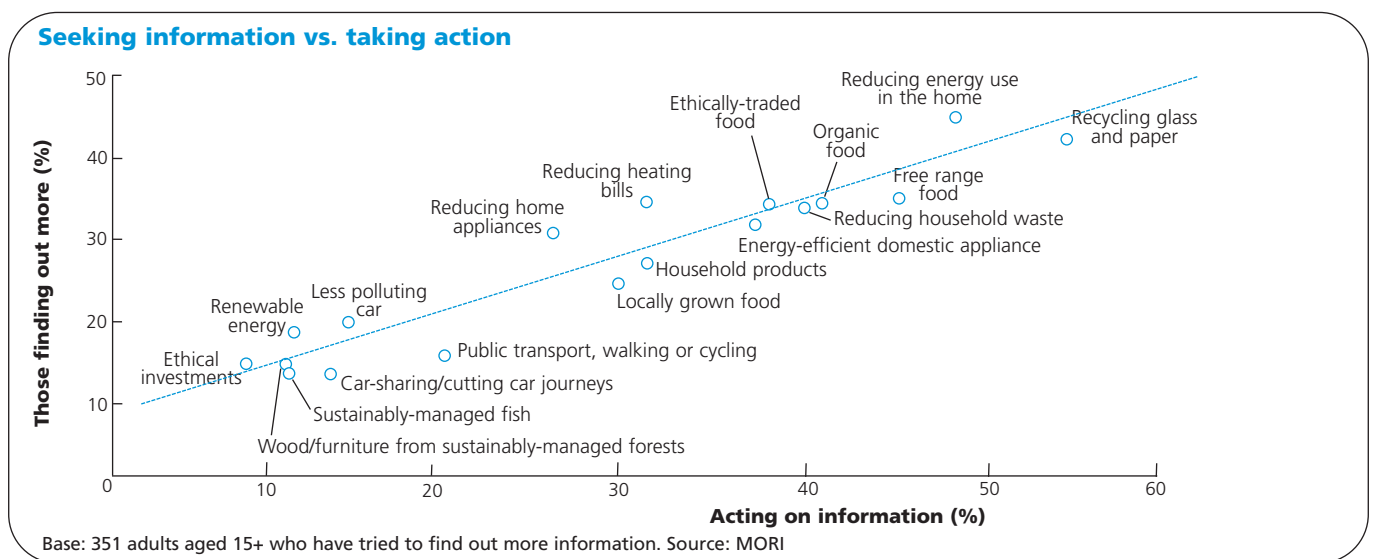 Seeking information vs. taking action
Those finding out more (%)
50
40
30
20
10
0
10
20
30
40
50
60
Acting on information (%)
Reducing energy use
in the home
Recycling glass
and paper
Ethically-traded
food
Organic
food
Free range
food
Reducing heating
bills
Reducing home
appliances
Reducing household waste
Energy-efficient domestic appliance
Household products
Locally grown food
Less polluting
car
Renewable
energy
Ethical
investments
Public transport, walking or cycling
Car-sharing/cutting car journeys
Sustainably-managed fish
Wood/furniture from sustainably-managed forests
Base: 351 adults aged 15+ who have tried to find out more information. Source: MORI